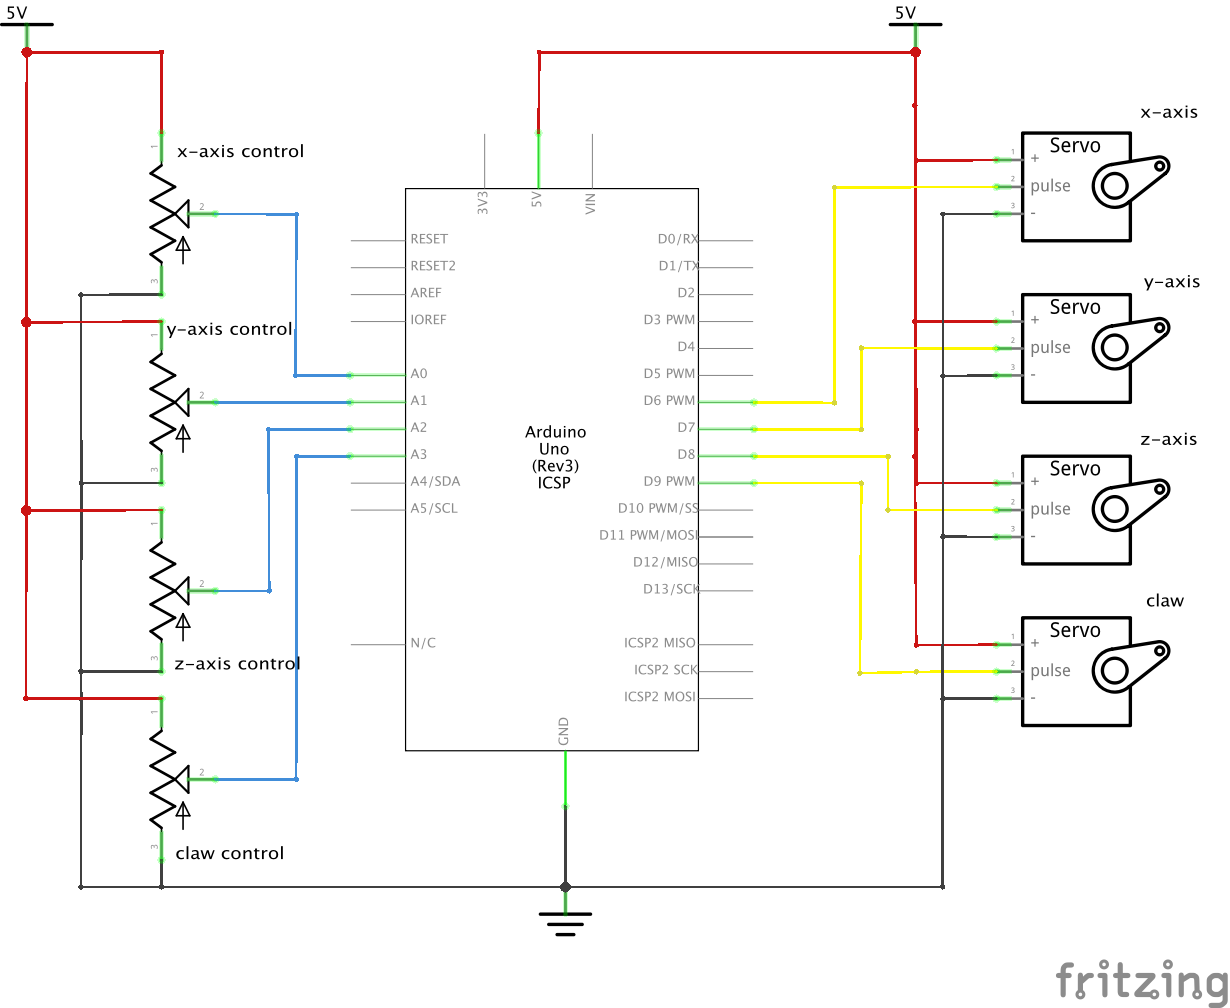 5V
5V
x-axis
1
Servo
+
x-axis control
1
2
pulse
3
-
2
3V3
5V
VIN
RESET
D0/RX
RESET2
D1/TX
3
AREF
D2
y-axis
IOREF
D3 PWM
1
Servo
+
y-axis control
1
D4
2
pulse
A0
D5 PWM
3
-
2
A1
D6 PWM
A2
D7
Arduino
Uno
(Rev3)
ICSP
z-axis
A3
D8
Servo
3
A4/SDA
D9 PWM
1
+
A5/SCL
D10 PWM/SS
2
pulse
1
D11 PWM/MOSI
3
-
D12/MISO
2
D13/SCK
claw
Servo
N/C
ICSP2 MISO
1
+
3
z-axis control
ICSP2 SCK
2
pulse
ICSP2 MOSI
3
-
1
GND
2
3
claw control
fritzing